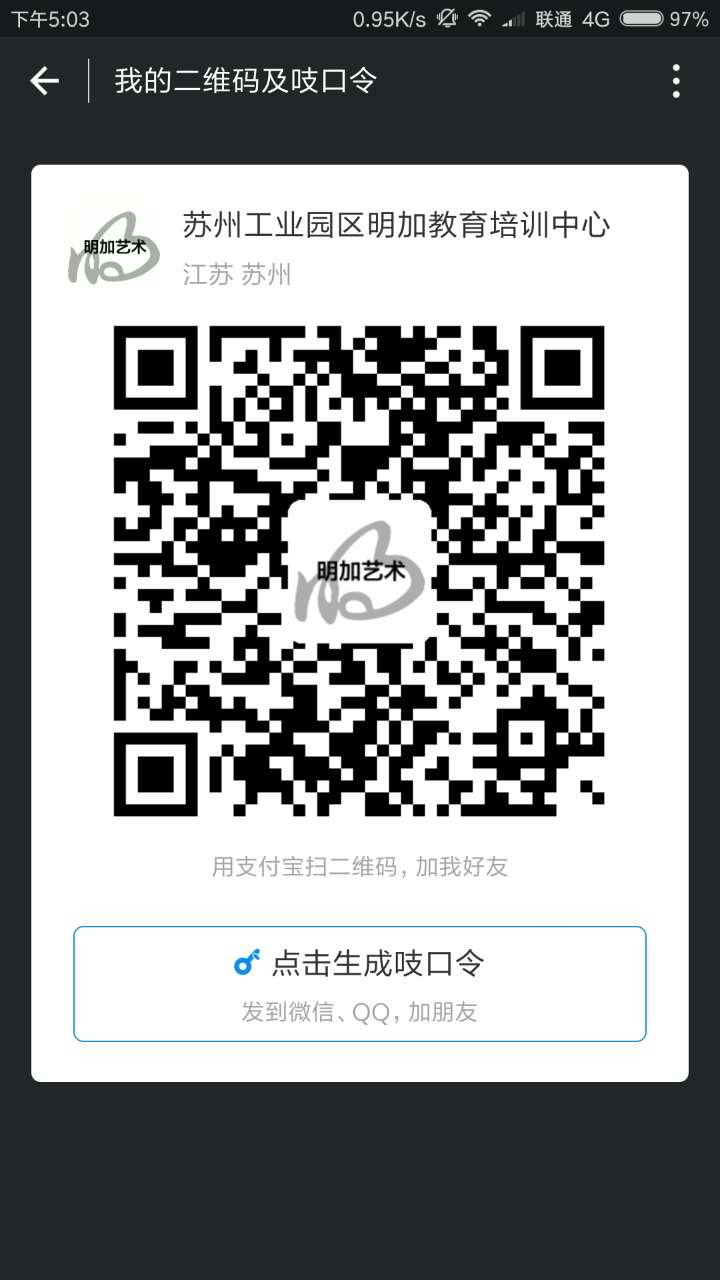 下午5:03 0.95K/s 联通 4G 97%
我的二维码及吱口令
明加艺术
苏州工业园区明加教育培训中心
江苏 苏州
明加艺术
用支付宝扫二维码，加我好友
点击生成吱口令
发到微信、QQ，加朋友